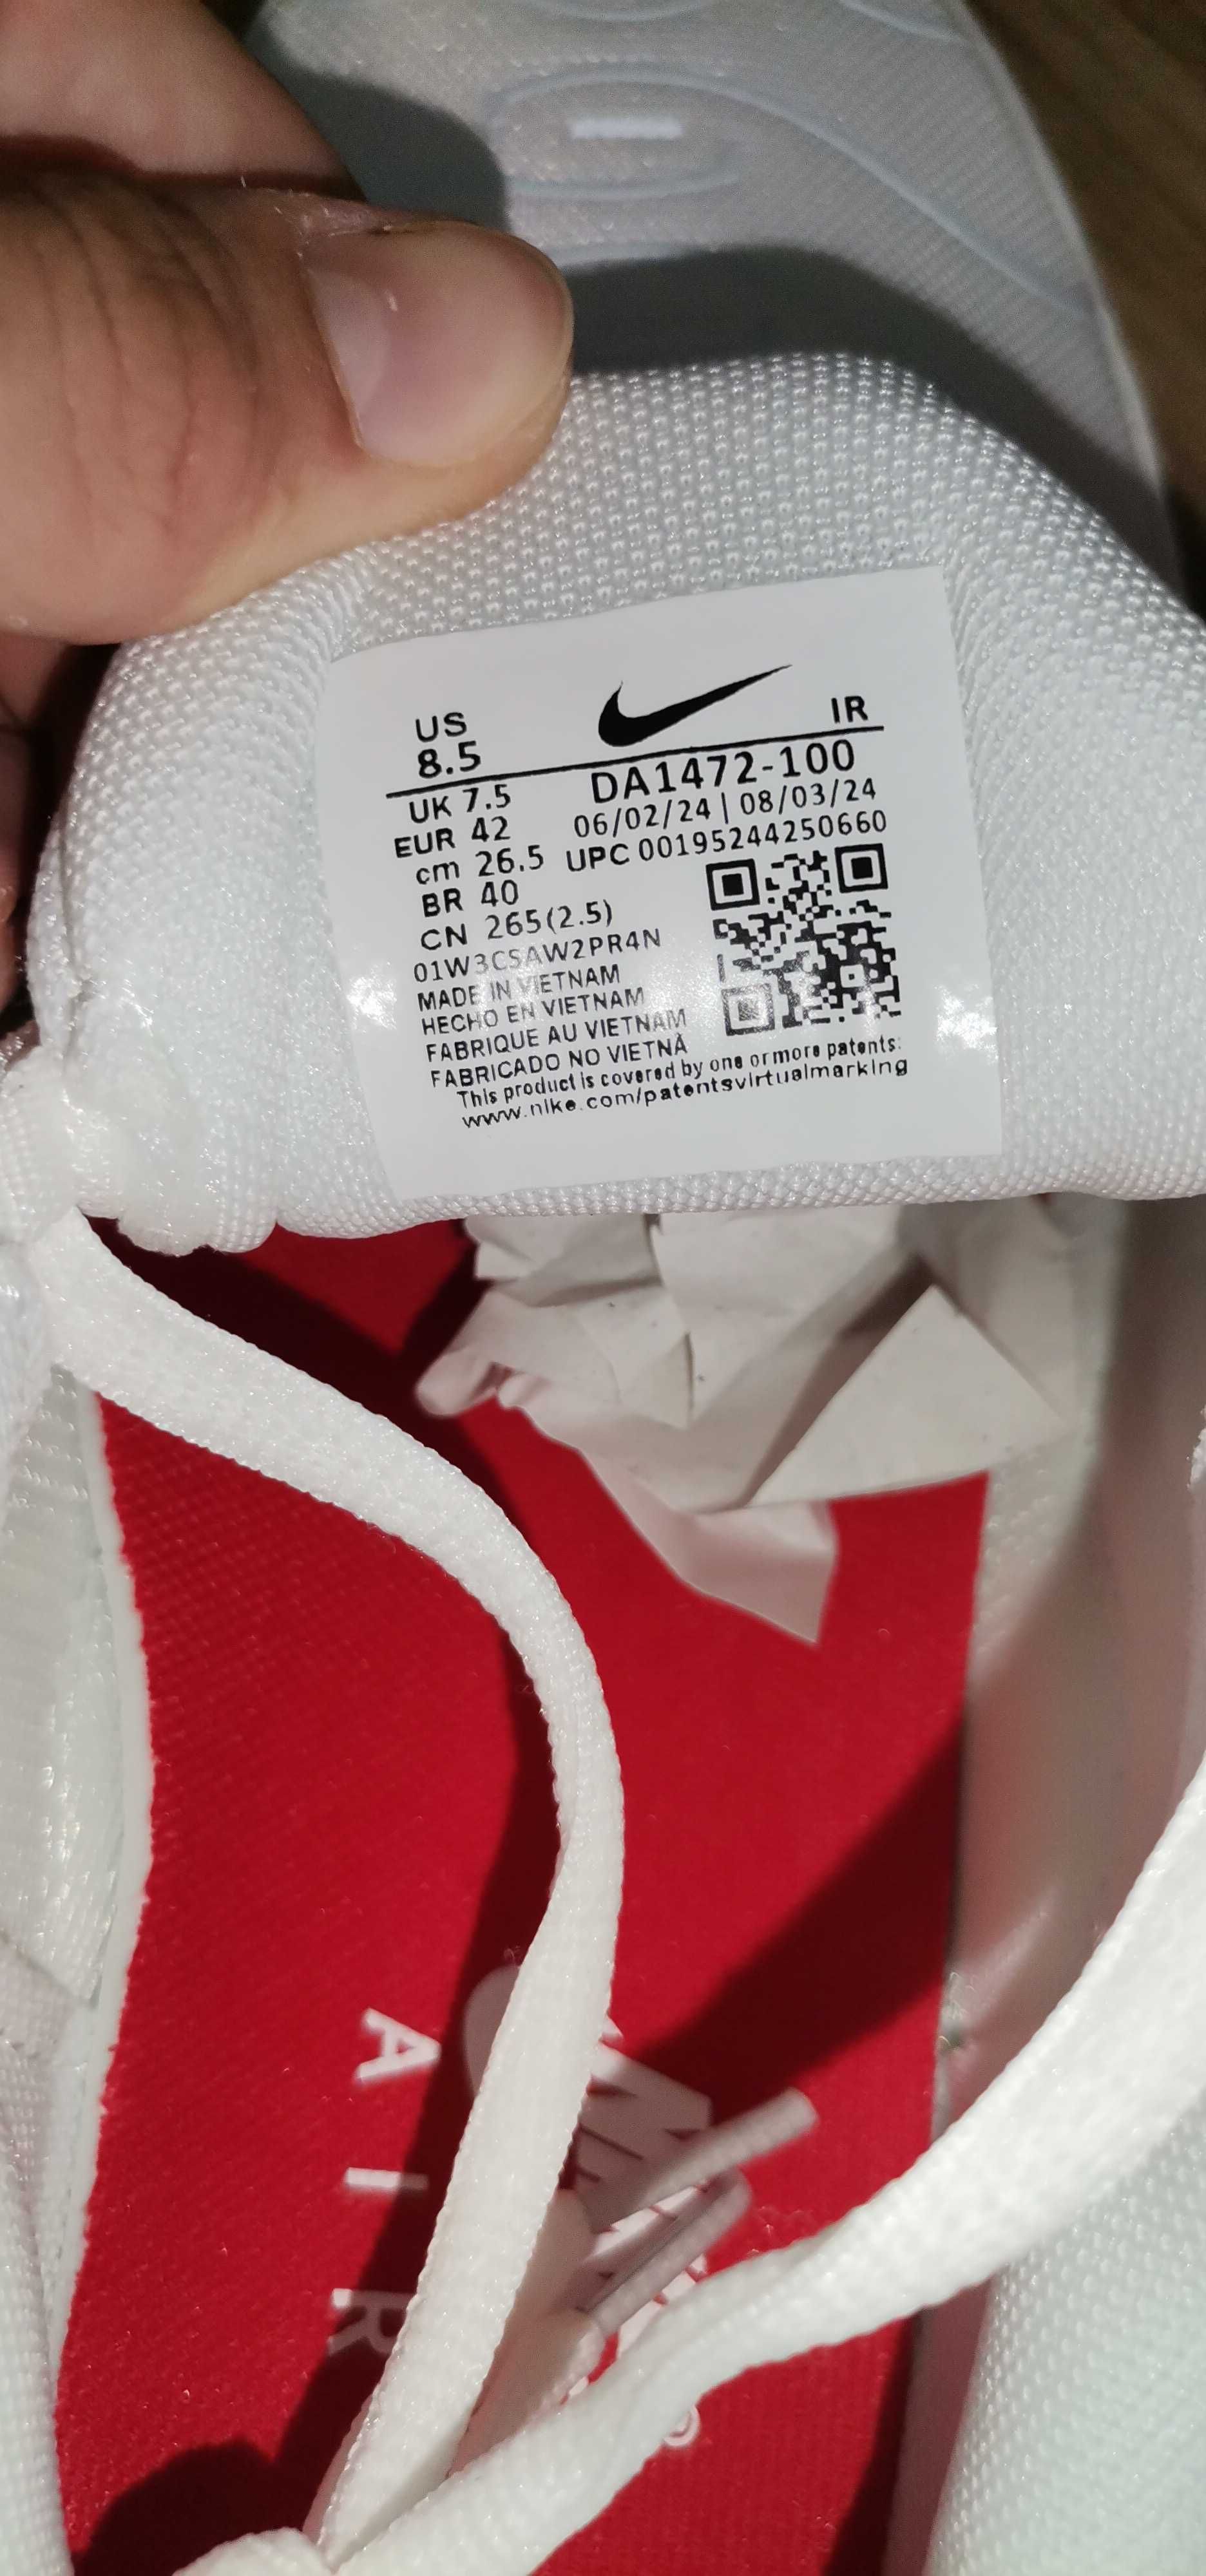 US
8.5
IR
UK 7.5
EUR 42
cm 26.5
BR 40
CN 265(2.5)
DA1472-100
06/02/24 | 08/03/24
UPC 00195244250660
01W3CSAW2PR4N
MADE IN VIETNAM
HECHO EN VIETNAM
FABRIQUE AU VIETNAM
FABRICADO NO VIETNÃ
This product is covered by one or more patents:
www.nike.com/patentsvirtualmarking
AIR